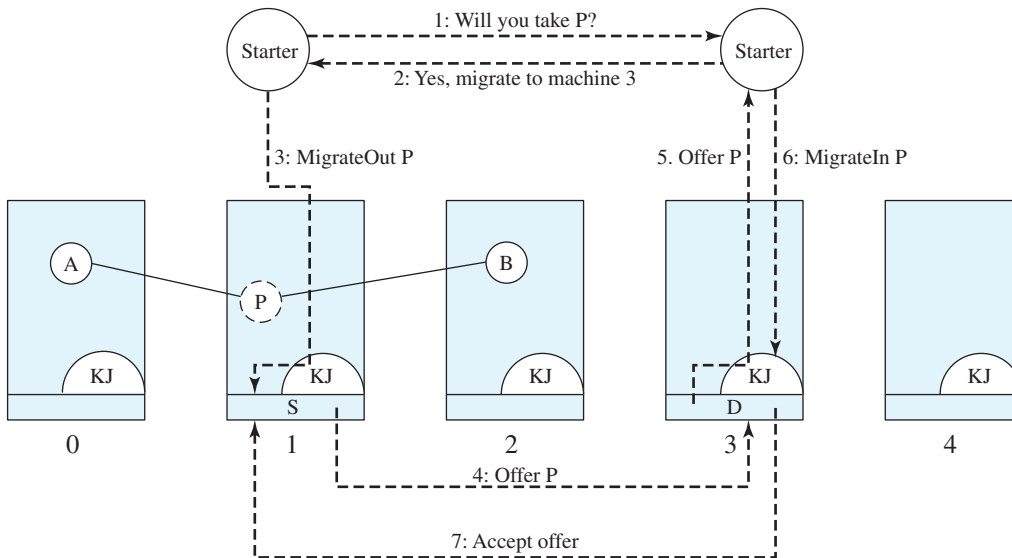 1: Will you take P?
Starter
Starter
2: Yes, migrate to machine 3
3: MigrateOut P
5. Offer P
6: MigrateIn P
A
B
P
KJ
KJ
KJ
KJ
KJ
S
D
0
1
2
3
4
4: Offer P
7: Accept offer